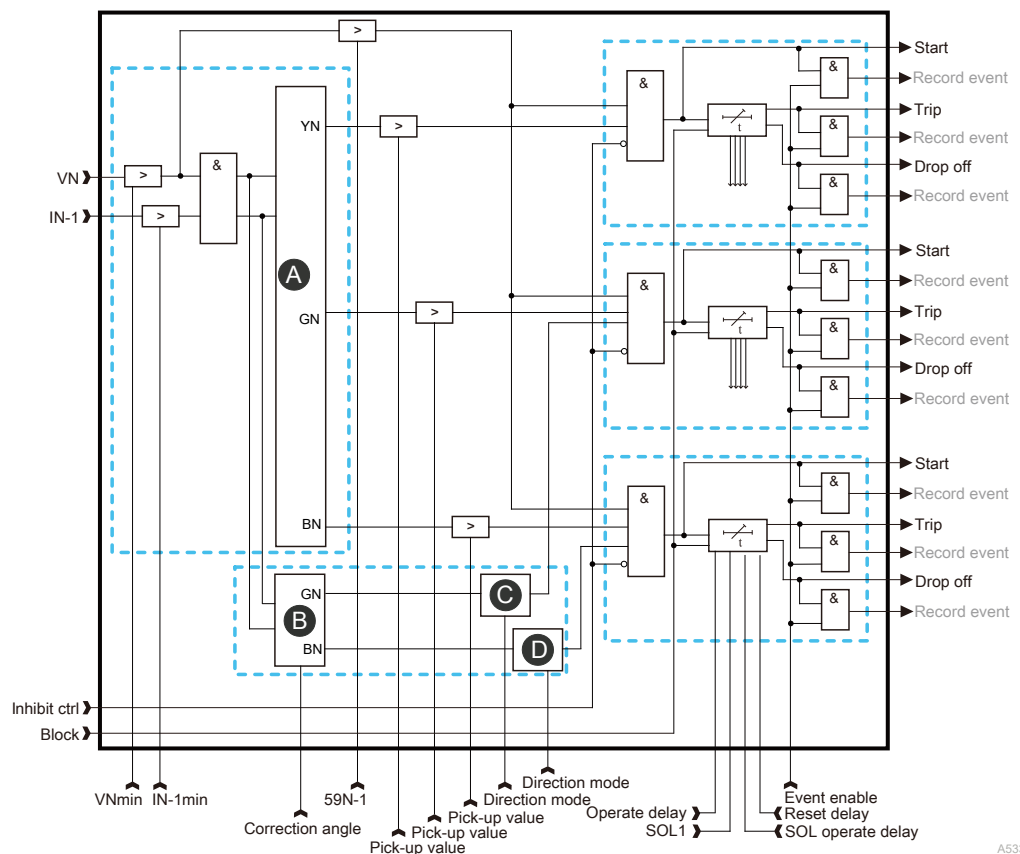 >
&
Start
&
Record event
YN
>
&
t
Trip
&
Record event
VN
>
&
Drop off
IN-1
>
&
Record event
A
&
Start
&
Record event
GN
>
t
Trip
&
Record event
Drop off
&
Record event
&
Start
&
Record event
BN
>
t
Trip
&
Record event
Drop off
&
Record event
GN
C
B
BN
D
Inhibit ctrl
Block
VNmin
IN-1min
59N-1
Direction mode
Direction mode
Pick-up value
Pick-up value
Pick-up value
Correction angle
Operate delay
SOL1
Event enable
Reset delay
SOL operate delay